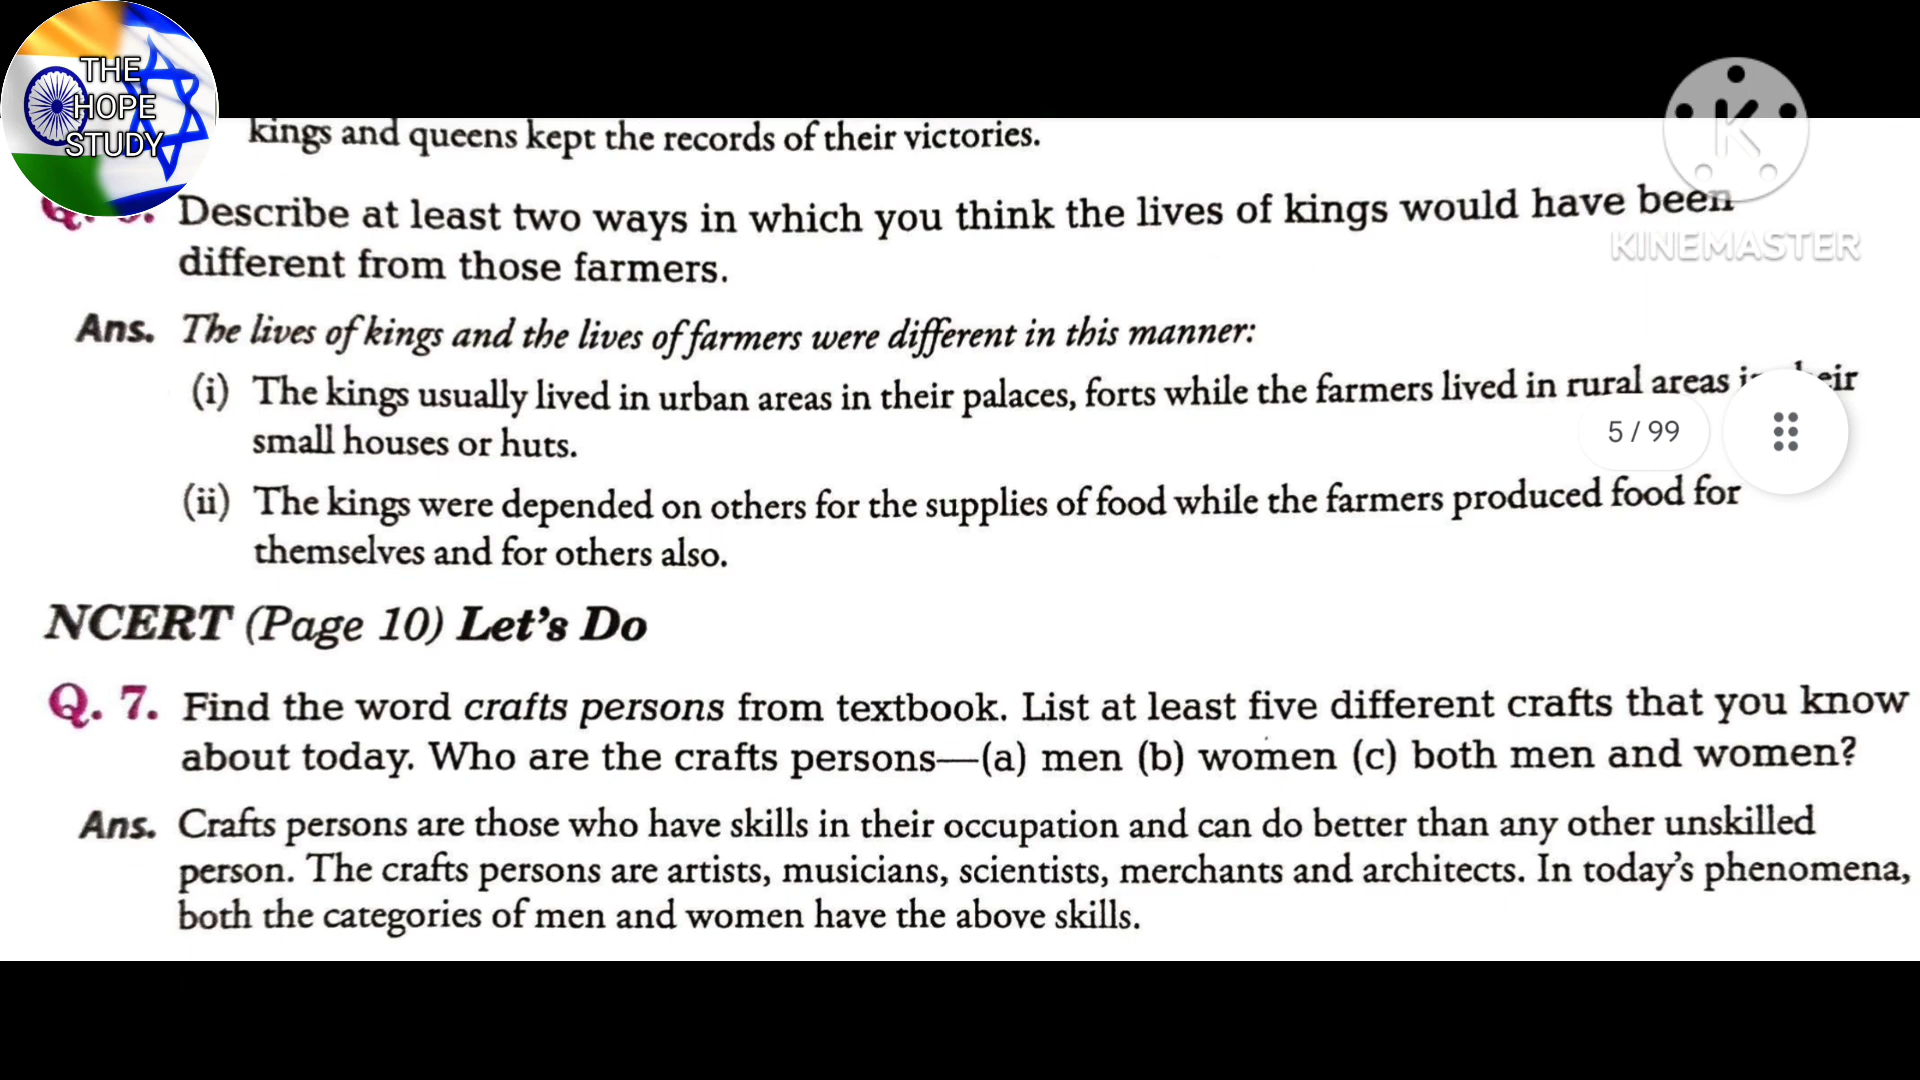 THE
HOPE
STUDY
kings and queens kept the records of their victories.
KINEMASTER
Describe at least two ways in which you think the lives of kings would have been
different from those farmers.
Ans. The lives of kings and the lives of farmers were different in this manner:
(i) The kings usually lived in urban areas in their palaces, forts while the farmers lived in rural areas
small houses or huts.
5 / 99
(ii) The kings were depended on others for the supplies of food while the farmers produced food for
themselves and for others also.
NCERT (Page 10) Let's Do
Q. 7. Find the word crafts persons from textbook. List at least five different crafts that you know
about today. Who are the crafts persons—(a) men (b) women (c) both men and women?
Ans. Crafts persons are those who have skills in their occupation and can do better than any other unskilled
person. The crafts persons are artists, musicians, scientists, merchants and architects. In today's phenomena,
both the categories of men and women have the above skills.